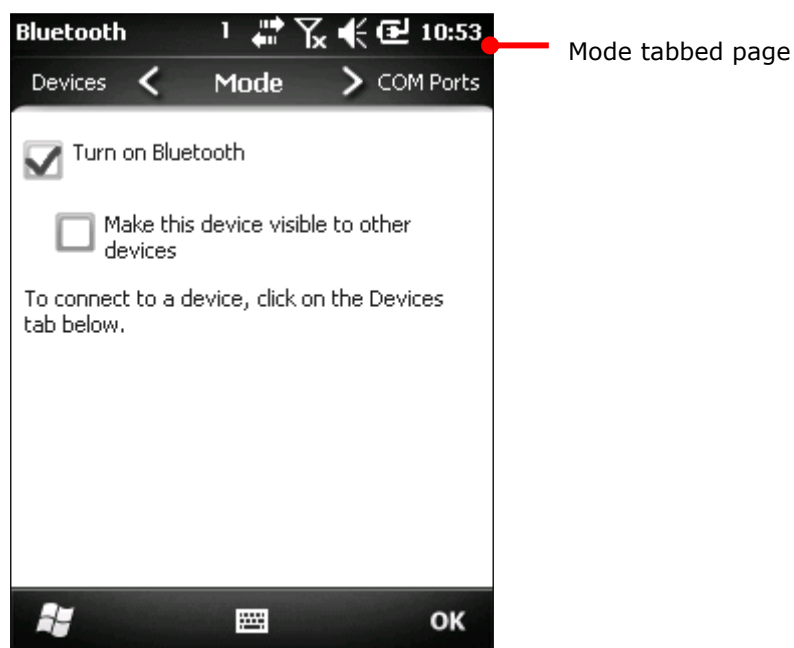 Bluetooth 1 10:53
Mode tabbed page
Devices Mode COM Ports
Turn on Bluetooth
Make this device visible to other
devices
To connect to a device, click on the Devices
tab below.
OK